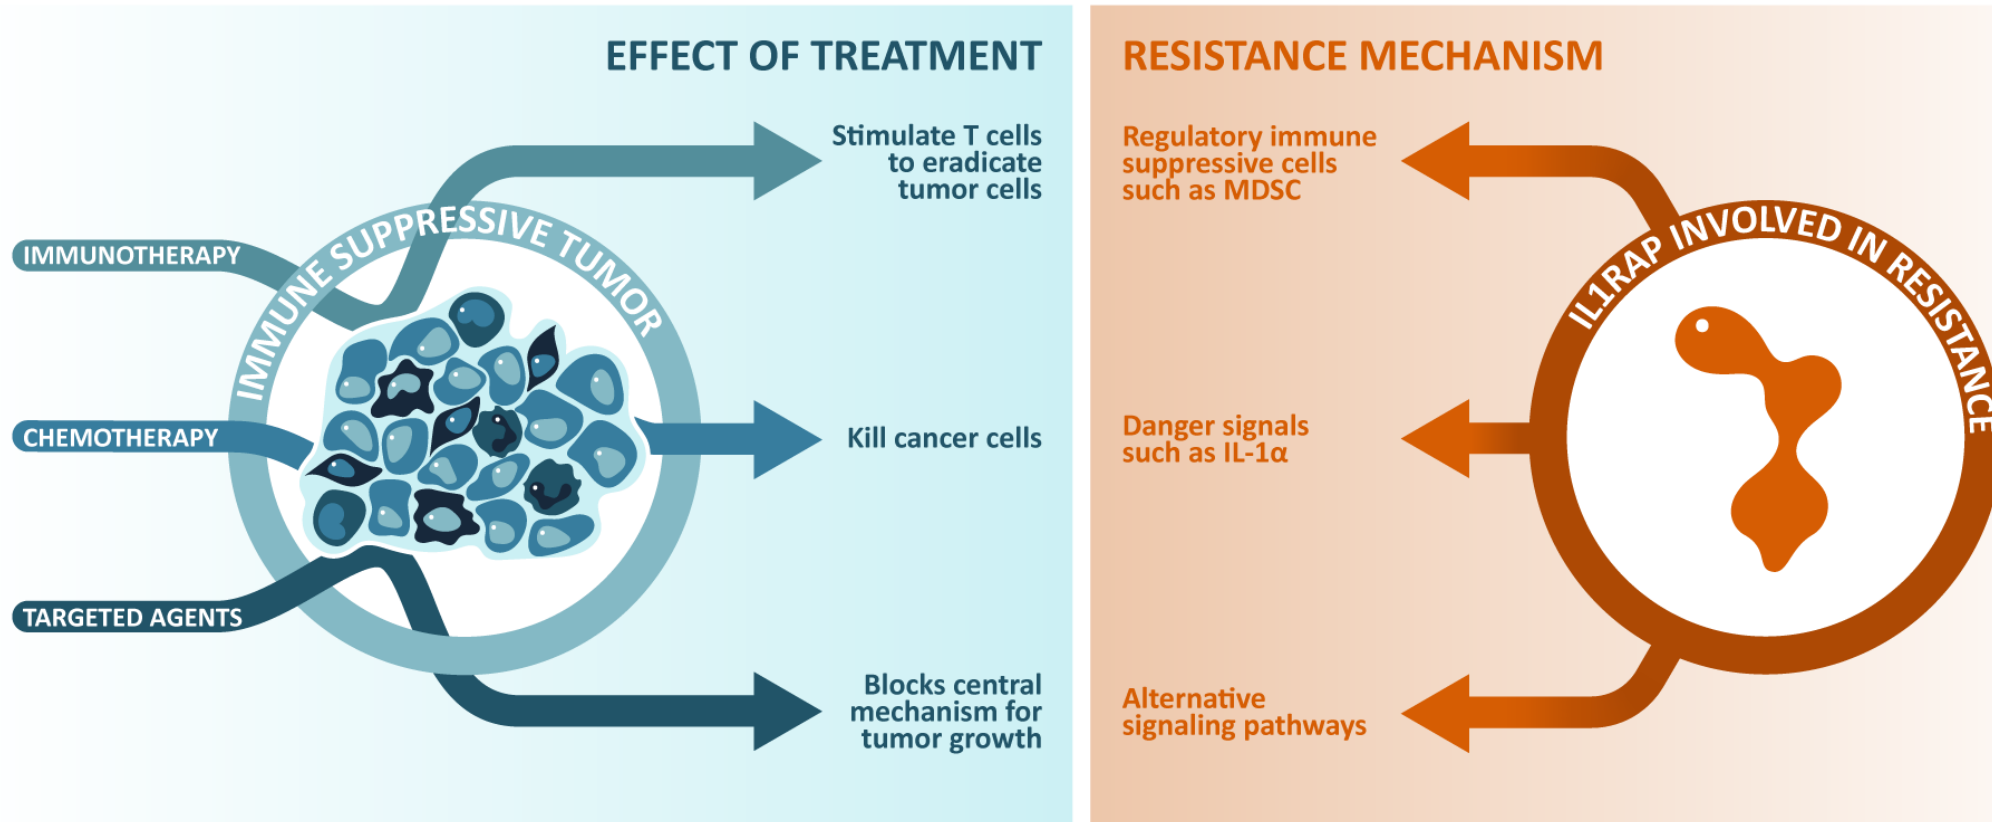 EFFECT OF TREATMENT
IMMUNOTHERAPY
CHEMOTHERAPY
TARGETED AGENTS
IMMUNE SUPPRESSIVE TUMOR
Stimulate T cells
to eradicate
tumor cells
Kill cancer cells
Blocks central
mechanism for
tumor growth
RESISTANCE MECHANISM
Regulatory immune
suppressive cells
such as MDSC
Danger signals
such as IL-1α
Alternative
signaling pathways
IL1RAP INVOLVED IN RESISTANCE